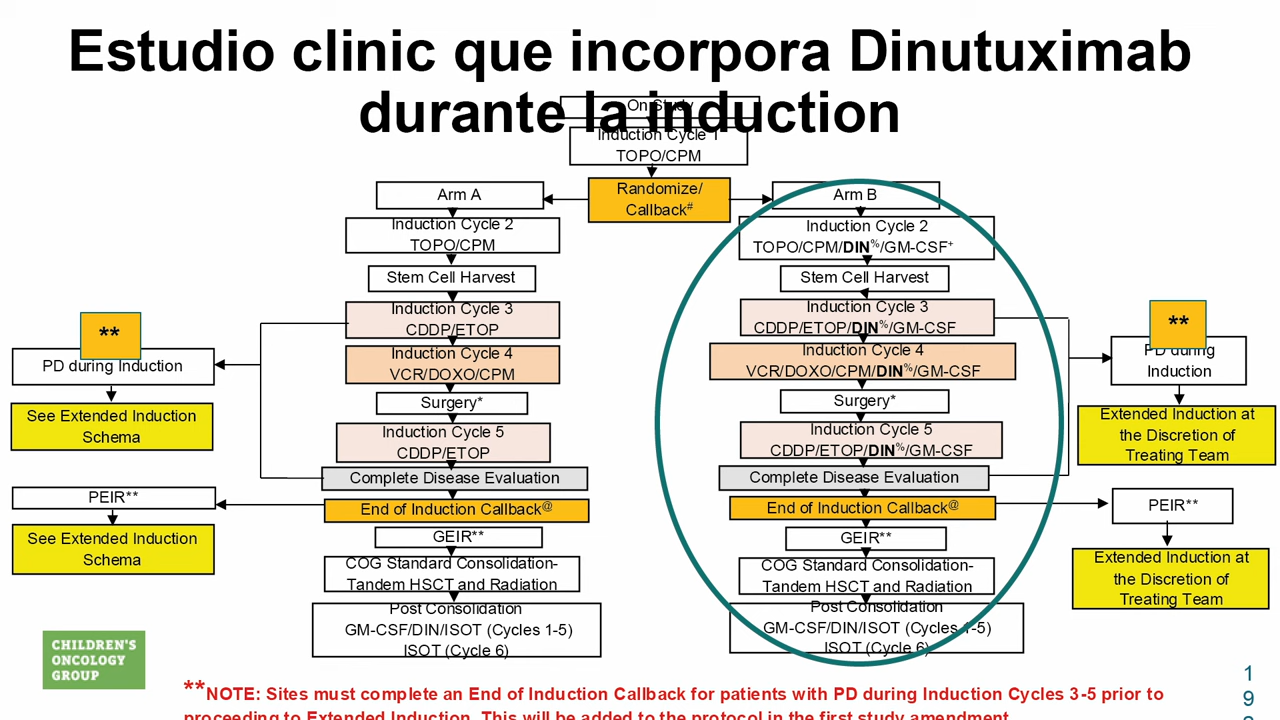 Estudio clinic que incorpora Dinutuximab
durante la induction
On Study
Induction Cycle 1
TOPO/CPM
Randomize/
Callback#
Arm A
Induction Cycle 2
TOPO/CPM
Stem Cell Harvest
Induction Cycle 3
CDDP/ETOP
Induction Cycle 4
VCR/DOXO/CPM
Surgery*
Induction Cycle 5
CDDP/ETOP
Complete Disease Evaluation
End of Induction Callback@
GEIR**
COG Standard Consolidation-
Tandem HSCT and Radiation
Post Consolidation
GM-CSF/DIN/ISOT (Cycles 1-5)
ISOT (Cycle 6)
**
PD during Induction
See Extended Induction
Schema
PEIR**
See Extended Induction
Schema
Arm B
Induction Cycle 2
TOPO/CPM/DIN%/GM-CSF+
Stem Cell Harvest
Induction Cycle 3
CDDP/ETOP/DIN%/GM-CSF
Induction Cycle 4
VCR/DOXO/CPM/DIN%/GM-CSF
Surgery*
Induction Cycle 5
CDDP/ETOP/DIN%/GM-CSF
Complete Disease Evaluation
End of Induction Callback@
GEIR**
COG Standard Consolidation-
Tandem HSCT and Radiation
Post Consolidation
GM-CSF/DIN/ISOT (Cycles 1-5)
ISOT (Cycle 6)
**
PD during
Induction
Extended Induction at
the Discretion of
Treating Team
PEIR**
Extended Induction at
the Discretion of
Treating Team
CHILDREN'S
ONCOLOGY
GROUP
**NOTE: Sites must complete an End of Induction Callback for patients with PD during Induction Cycles 3-5 prior to
proceeding to Extended Induction. This will be added to the protocol in the first study amendment
1
9